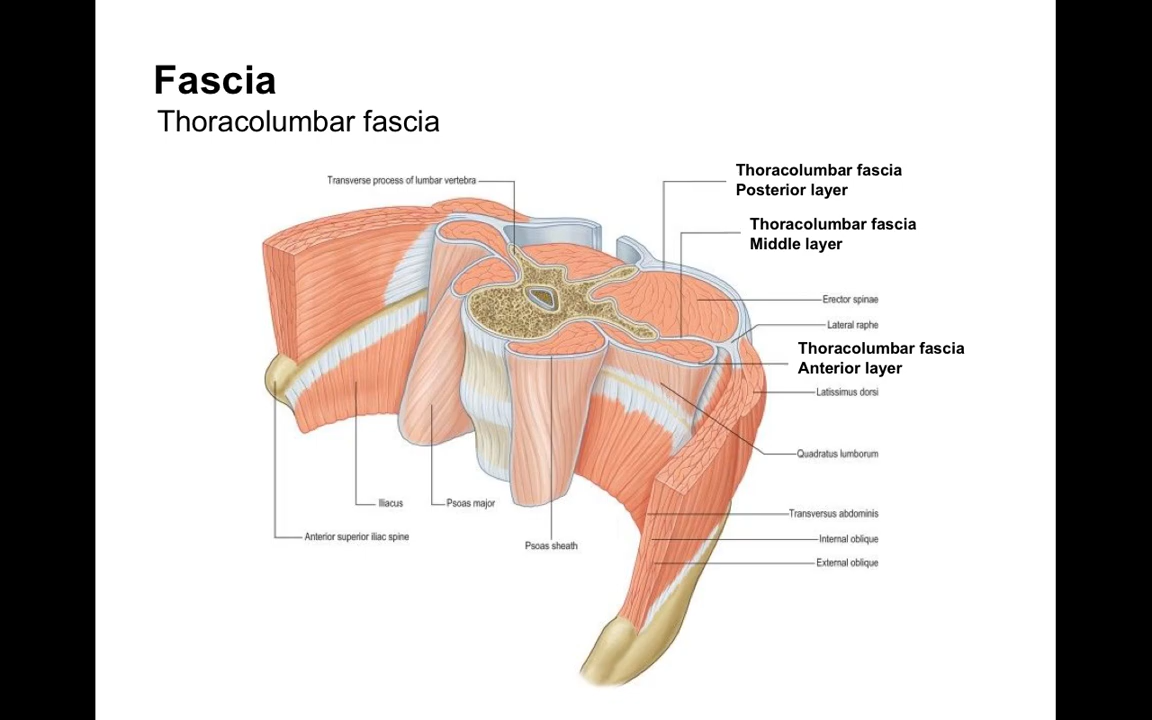 Fascia
Thoracolumbar fascia
Transverse process of lumbar vertebra
Thoracolumbar fascia
Posterior layer
Thoracolumbar fascia
Middle layer
Erector spinae
Lateral raphe
Thoracolumbar fascia
Anterior layer
Latissimus dorsi
Quadratus lumborum
Iliacus
Psoas major
Transversus abdominis
Anterior superior iliac spine
Psoas sheath
Internal oblique
External oblique